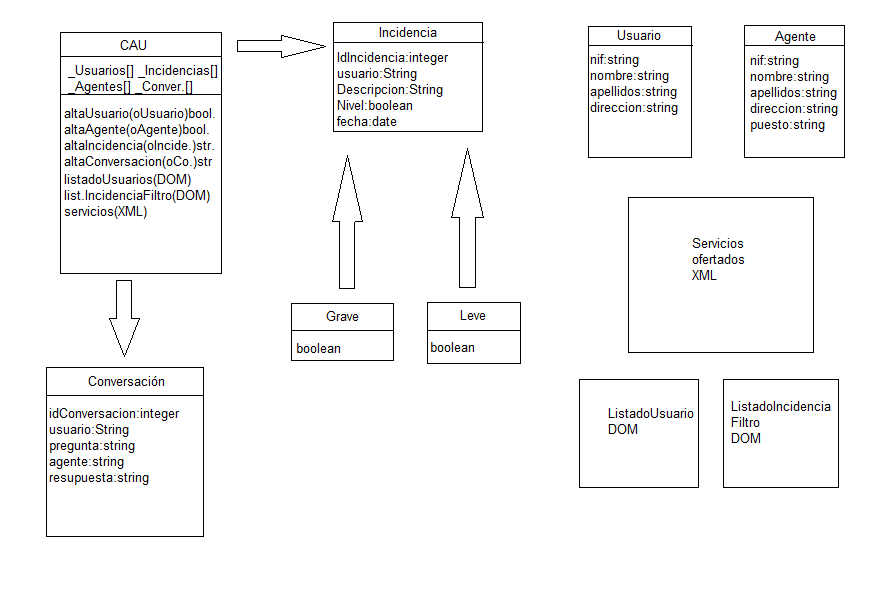 CAU
_Usuarios[] _Incidencias[]
_Agentes[] _Conver.[]
altaUsuario(oUsuario)bool.
altaAgente(oAgente)bool.
altaIncidencia(oIncide.)str.
altaConversacion(oCo.)str
listadoUsuarios(DOM)
list.IncidenciaFiltro(DOM)
servicios(XML)
Incidencia
IdIncidencia:integer
usuario:String
Descripcion:String
Nivel:boolean
fecha:date
Usuario
nif:string
nombre:string
apellidos:string
direccion:string
Agente
nif:string
nombre:string
apellidos:string
direccion:string
puesto:string
Servicios
ofertados
XML
Grave
boolean
Leve
boolean
Conversación
idConversacion:integer
usuario:String
pregunta:string
agente:string
resupuesta:string
ListadoUsuario
DOM
ListadoIncidencia
Filtro
DOM